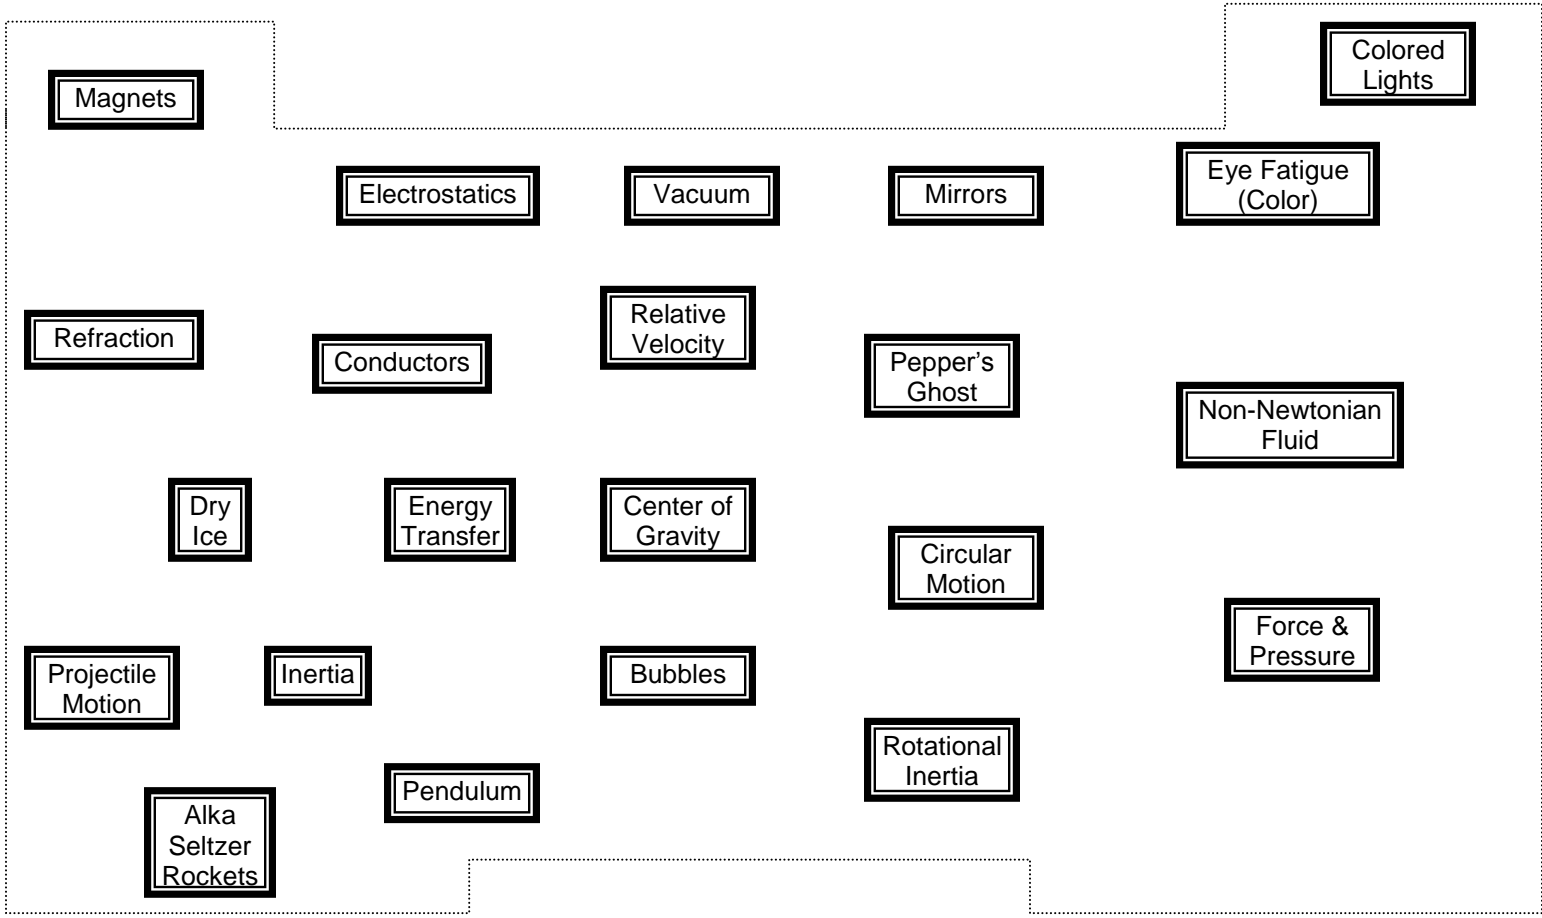 Colored
Lights
Magnets
Electrostatics
Vacuum
Mirrors
Eye Fatigue
(Color)
Refraction
Conductors
Relative
Velocity
Pepper’s
Ghost
Non-Newtonian
Fluid
Dry
Ice
Energy
Transfer
Center of
Gravity
Circular
Motion
Force &
Pressure
Projectile
Motion
Inertia
Bubbles
Rotational
Inertia
Pendulum
Alka
Seltzer
Rockets